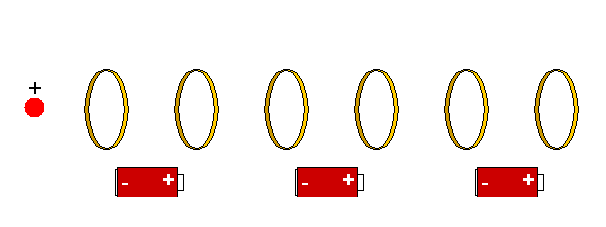 +
- + - + - +